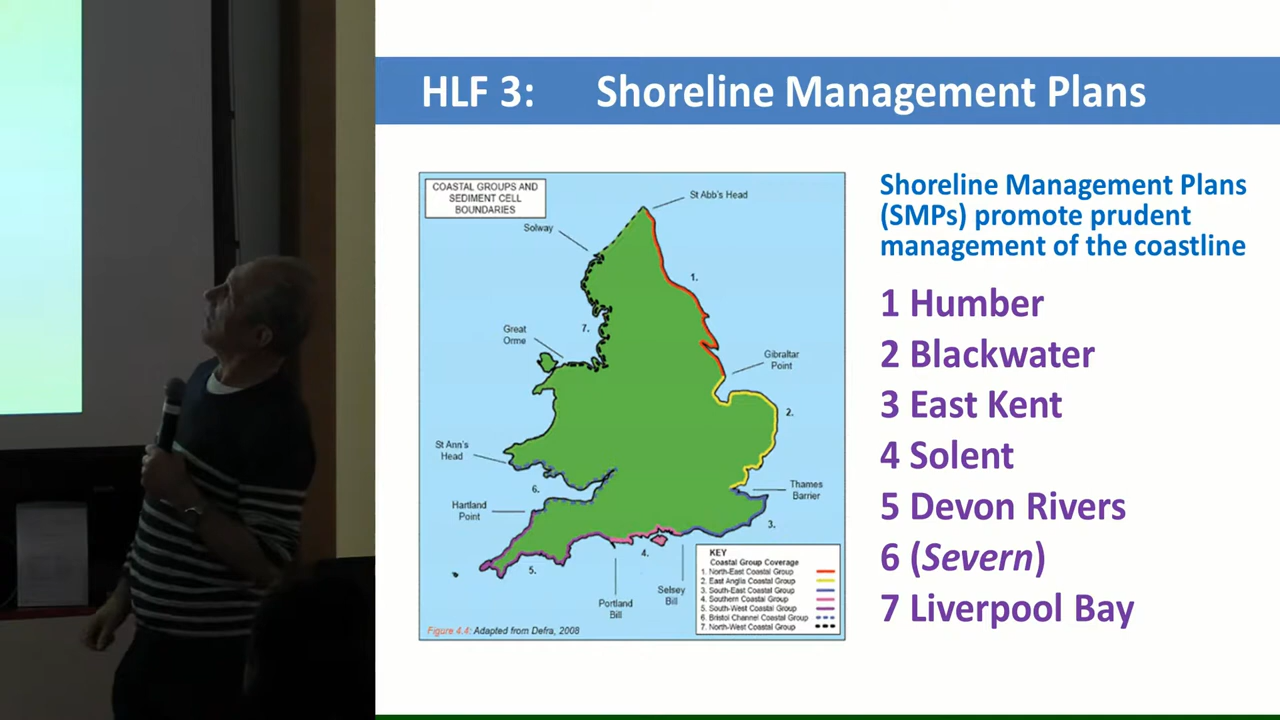 HLF 3: Shoreline Management Plans
COASTAL GROUPS AND
SEDIMENT CELL
BOUNDARIES
St Abb's Head
Solway
1.
Great
Orme
7.
Gibraltar
Point
2.
St Ann's
Head
6.
Thames
Barrier
Hartland
Point
3.
4.
5.
Portland
Bill
Selsey
Bill
KEY
Coastal Group Coverage
1. North-East Coastal Group
2. East Anglia Coastal Group
3. South-East Coastal Group
4. Southern Coastal Group
5. South-West Coastal Group
6. Bristol Channel Coastal Group
7. North-West Coastal Group
Figure 4.4: Adapted from Defra, 2008
Shoreline Management Plans
(SMPs) promote prudent
management of the coastline
1 Humber
2 Blackwater
3 East Kent
4 Solent
5 Devon Rivers
6 (Severn)
7 Liverpool Bay